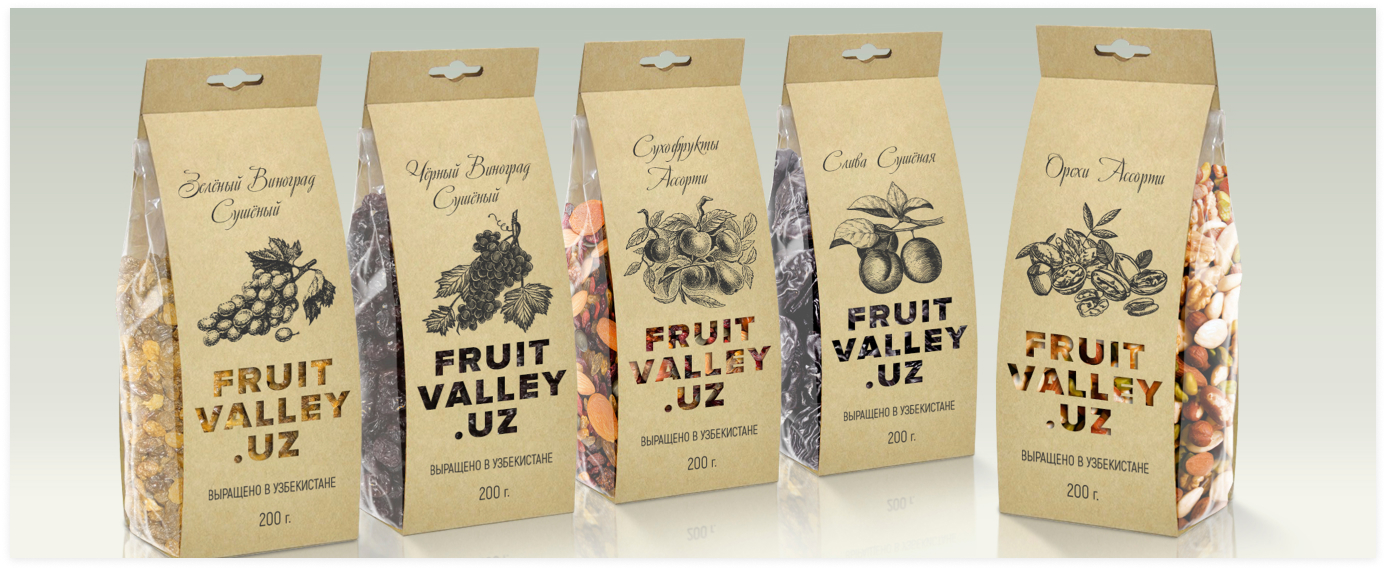 Зелёный Виноград
Сушёный
FRUIT
VALLEY
.UZ
ВЫРАЩЕНО В УЗБЕКИСТАНЕ
200 г.
Чёрный Виноград
Сушёный
FRUIT
VALLEY
.UZ
ВЫРАЩЕНО В УЗБЕКИСТАНЕ
200 г.
Сухофрукты
Ассорти
FRUIT
VALLEY
.UZ
ВЫРАЩЕНО В УЗБЕКИСТАНЕ
200 г.
Слива Сушёная
FRUIT
VALLEY
.UZ
ВЫРАЩЕНО В УЗБЕКИСТАНЕ
200 г.
Орехи Ассорти
FRUIT
VALLEY
.UZ
ВЫРАЩЕНО В УЗБЕКИСТАНЕ
200 г.